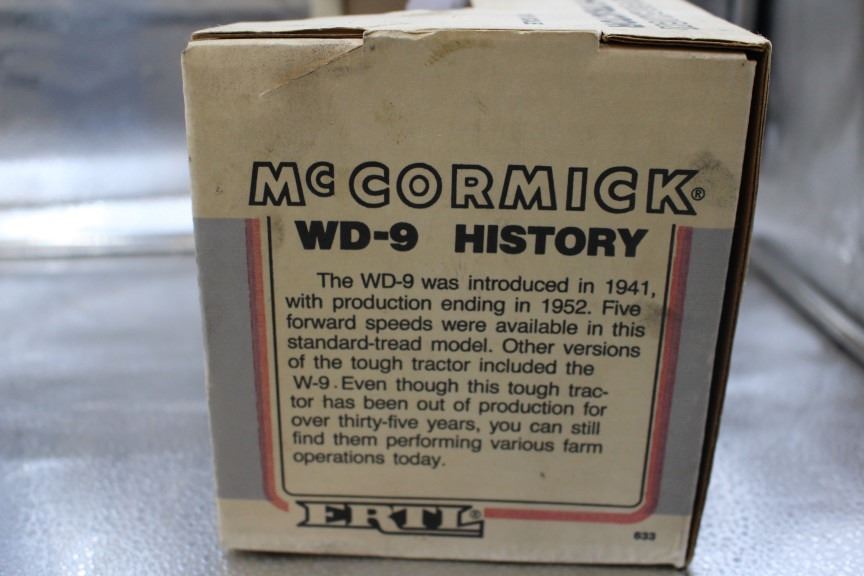 McCORMICK®
WD-9 HISTORY
The WD-9 was introduced in 1941,
with production ending in 1952. Five
forward speeds were available in this
standard-tread model. Other versions
of the tough tractor included the
W-9. Even though this tough trac-
tor has been out of production for
over thirty-five years, you can still
find them performing various farm
operations today.
ERTL®
633